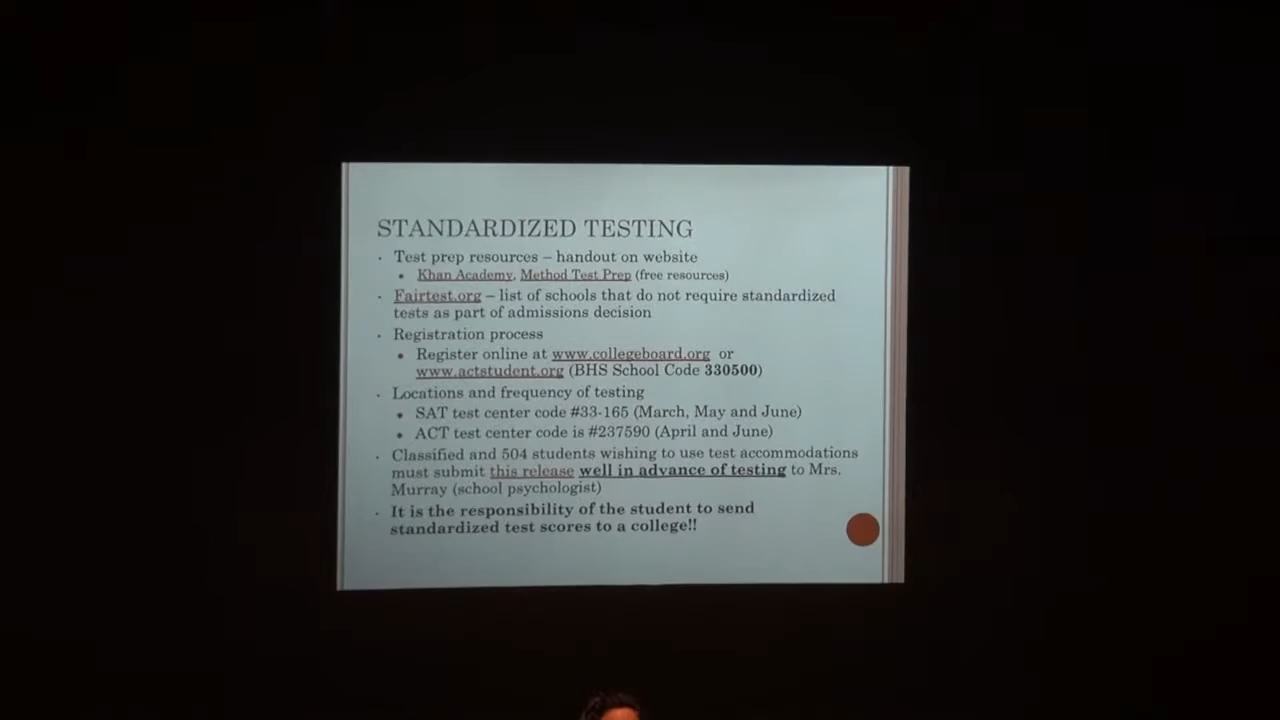 STANDARDIZED TESTING
Test prep resources – handout on website
Khan Academy, Method Test Prep (free resources)
Fairtest.org – list of schools that do not require standardized
tests as part of admissions decision
Registration process
Register online at www.collegeboard.org or
www.actstudent.org (BHS School Code 330500)
Locations and frequency of testing
SAT test center code #33-165 (March, May and June)
ACT test center code is #237590 (April and June)
Classified and 504 students wishing to use test accommodations
must submit this release well in advance of testing to Mrs.
Murray (school psychologist)
It is the responsibility of the student to send
standardized test scores to a college!!